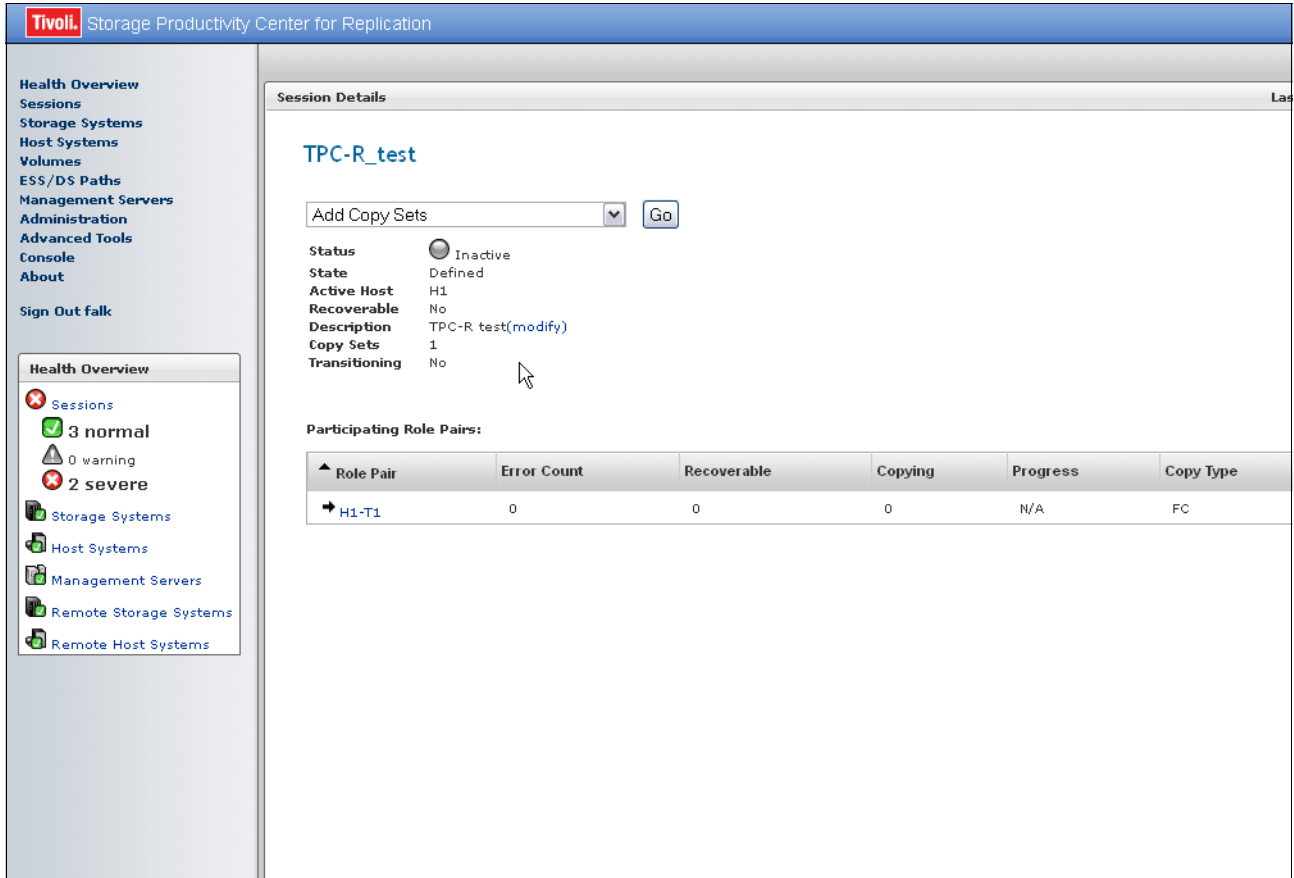 Tivoli. Storage Productivity Center for Replication
Health Overview
Sessions
Storage Systems
Host Systems
Volumes
ESS/DS Paths
Management Servers
Administration
Advanced Tools
Console
About
Sign Out falk
Health Overview
Sessions
3 normal
0 warning
2 severe
Storage Systems
Host Systems
Management Servers
Remote Storage Systems
Remote Host Systems
Session Details Las
TPC-R_test
Add Copy Sets Go
Status Inactive
State Defined
Active Host H1
Recoverable No
Description TPC-R test(modify)
Copy Sets 1
Transitioning No
Participating Role Pairs:
Role Pair Error Count Recoverable Copying Progress Copy Type
H1-T1 0 0 0 N/A FC